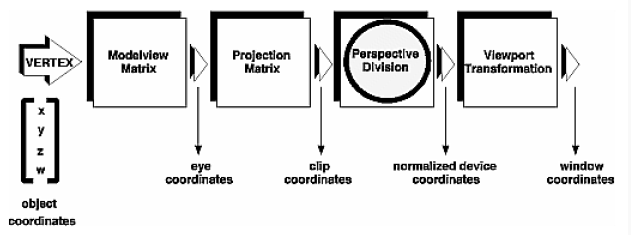 VERTEX
Modelview
Matrix
Projection
Matrix
Perspective
Division
Viewport
Transformation
x
y
z
w
object
coordinates
eye
coordinates
clip
coordinates
normalized device
coordinates
window
coordinates